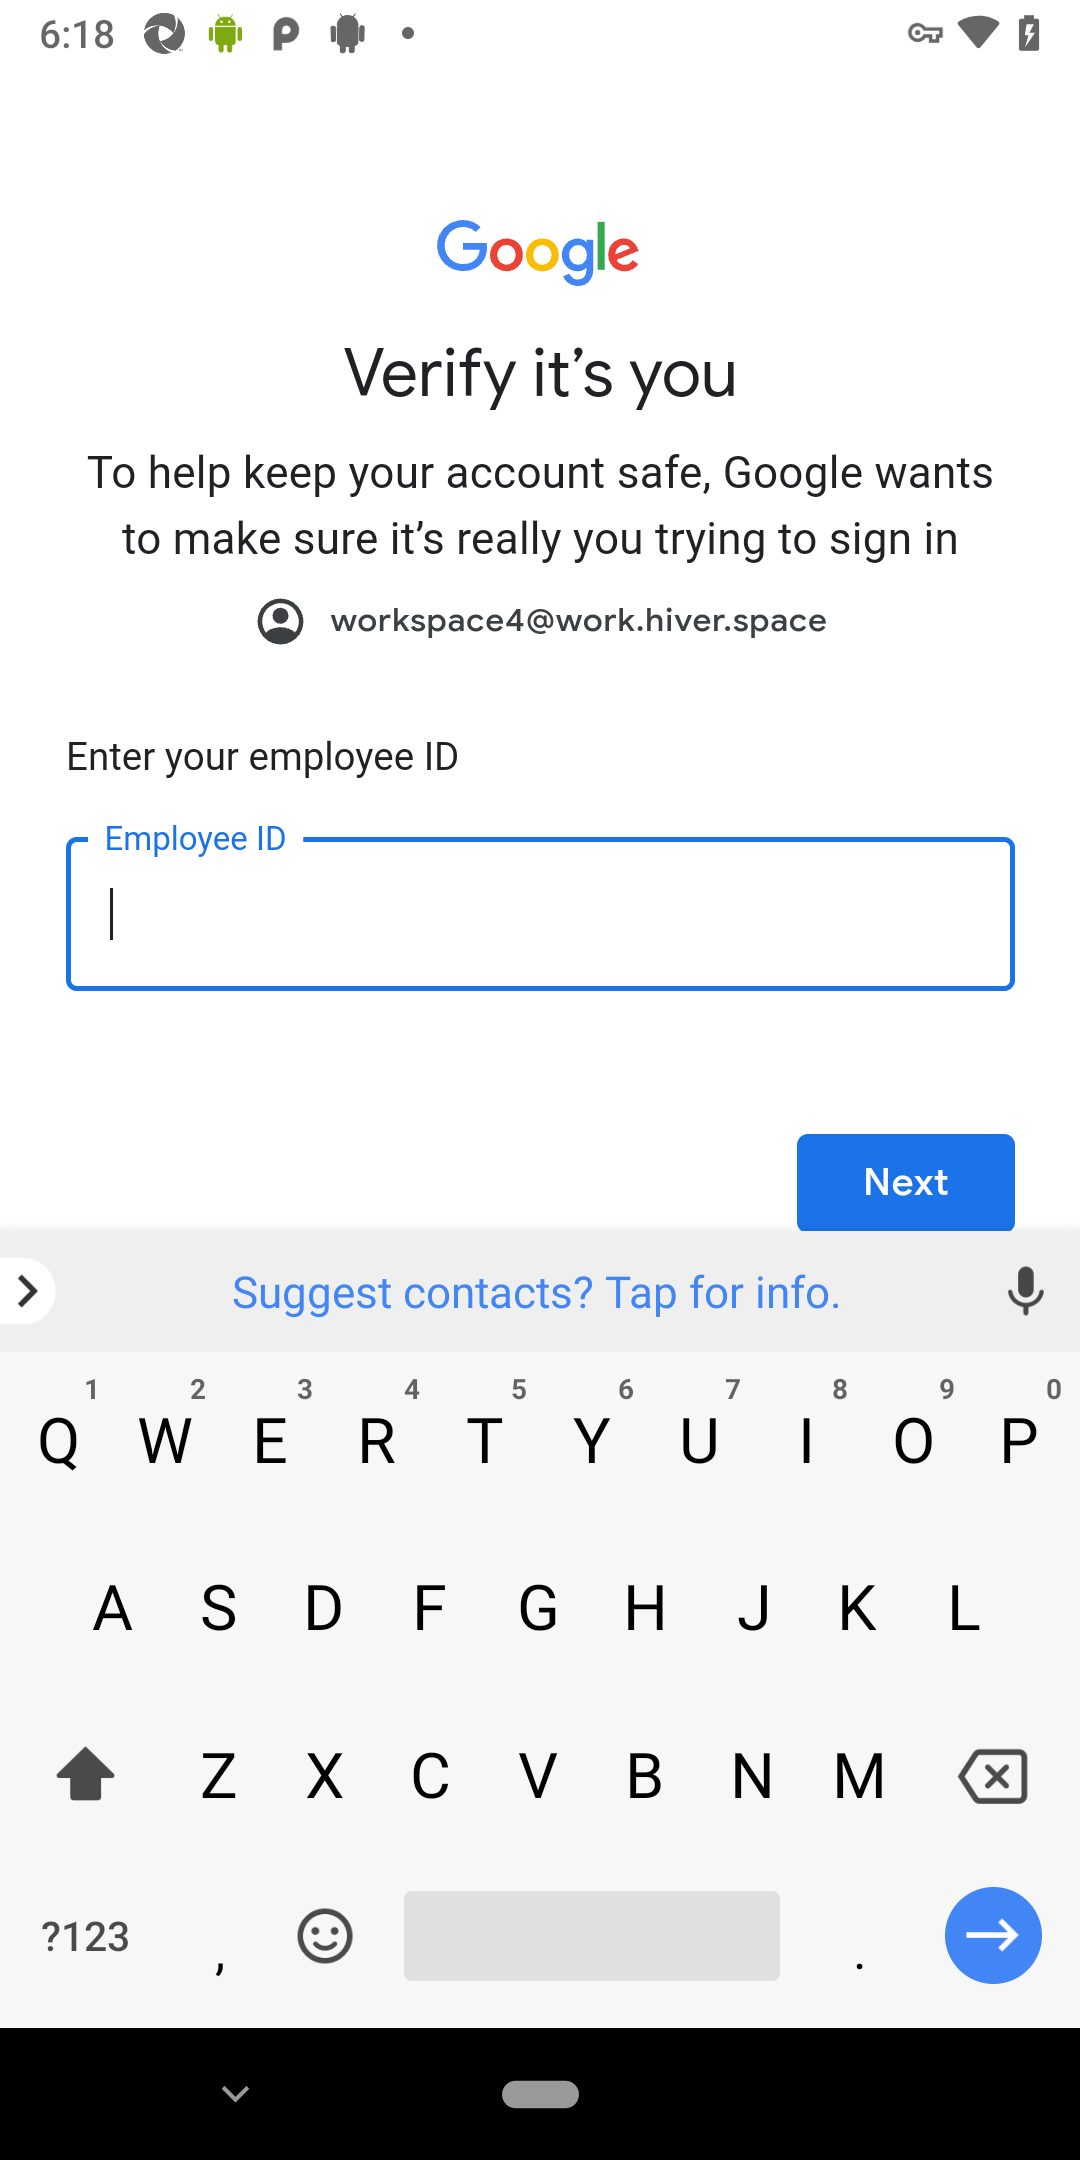 6:18
Google
Verify it’s you
To help keep your account safe, Google wants
to make sure it’s really you trying to sign in
workspace4@work.hiver.space
Enter your employee ID
Employee ID
Next
Suggest contacts? Tap for info.
1 2 3 4 5 6 7 8 9 0
Q W E R T Y U I O P
A S D F G H J K L
Z X C V B N M
?123 , .